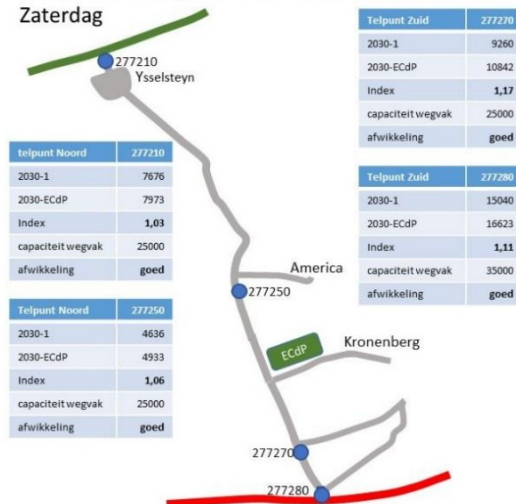 Zaterdag
277210
Ysselsteyn
Telpunt Zuid 277270
2030-1 9260
2030-ECdP 10842
Index 1,17
capaciteit wegvak 25000
afwikkeling goed
telpunt Noord 277210
2030-1 7676
2030-ECdP 7973
Index 1,03
capaciteit wegvak 25000
afwikkeling goed
Telpunt Zuid 277280
2030-1 15040
2030-ECdP 16623
Index 1,11
capaciteit wegvak 35000
afwikkeling goed
America
277250
Telpunt Noord 277250
2030-1 4636
2030-ECdP 4933
Index 1,06
capaciteit wegvak 25000
afwikkeling goed
ECdP
Kronenberg
277270
277280